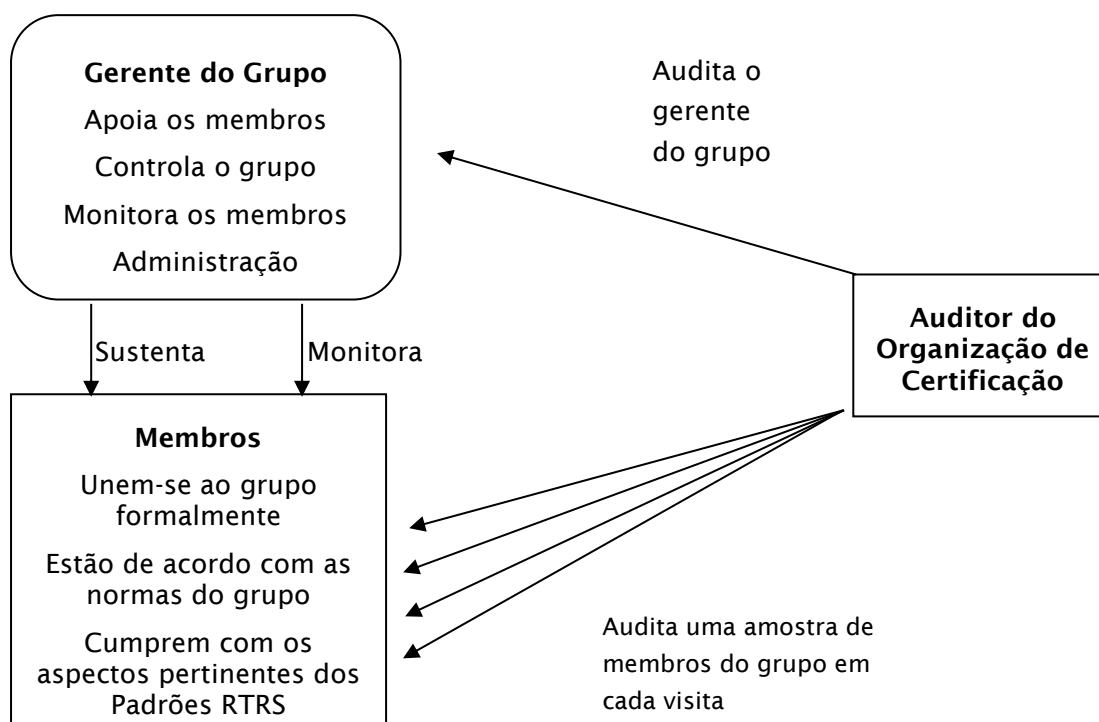 Gerente do Grupo
Apoia os membros
Controla o grupo
Monitora os membros
Administração
Audita o
gerente
do grupo
Sustenta
Monitora
Auditor do
Organização de
Certificação
Membros
Unem-se ao grupo
formalmente
Estão de acordo com as
normas do grupo
Cumprem com os
aspectos pertinentes dos
Padrões RTRS
Audita uma amostra de
membros do grupo em
cada visita